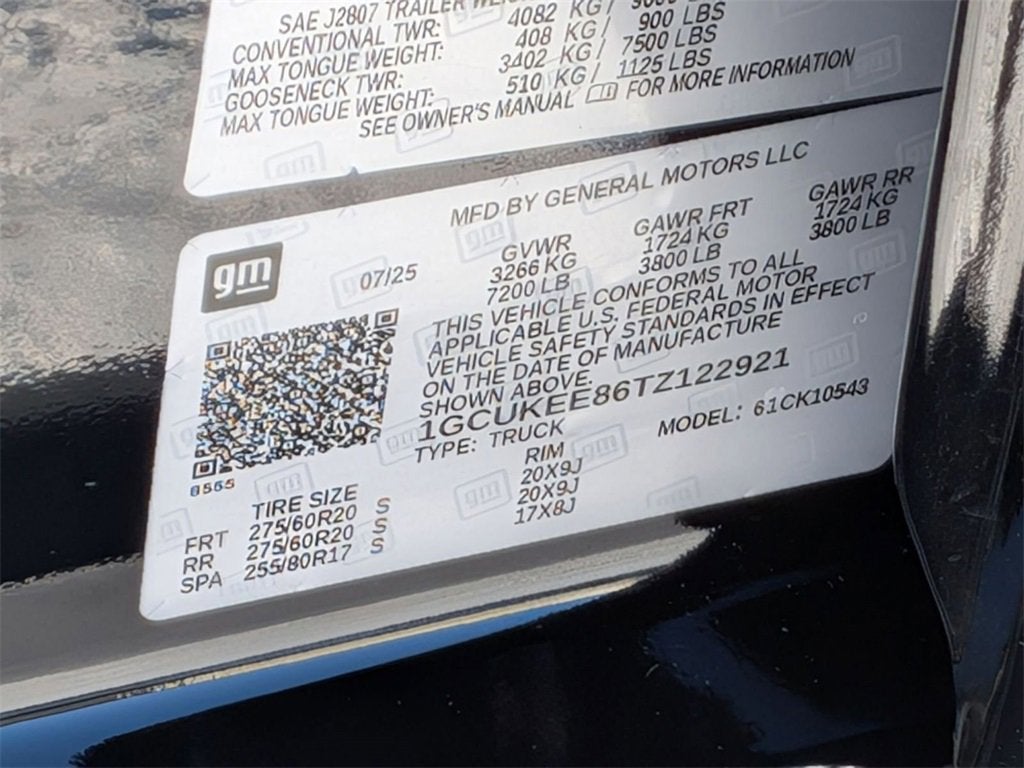 SAE J2807 TRAILER
CONVENTIONAL TWR: 4082 KG/
MAX TONGUE WEIGHT: 408 KG/ 900 LBS
GOOSENECK TWR: 3402 KG/ 7500 LBS
MAX TONGUE WEIGHT: 510 KG/ 1125 LBS
SEE OWNER'S MANUAL FOR MORE INFORMATION
MFD BY GENERAL MOTORS LLC
gm 07/25
GVWR GAWR FRT GAWR RR
3266 KG 1724 KG 1724 KG
7200 LB 3800 LB 3800 LB
THIS VEHICLE CONFORMS TO ALL
APPLICABLE U.S. FEDERAL MOTOR
VEHICLE SAFETY STANDARDS IN EFFECT
ON THE DATE OF MANUFACTURE
SHOWN ABOVE.
1GCUKEE86TZ122921
TYPE: TRUCK MODEL: 61CK10543
8565
TIRE SIZE RIM
FRT 275/60R20 S 20X9J
RR 275/60R20 S 20X9J
SPA 255/80R17 S 17X8J